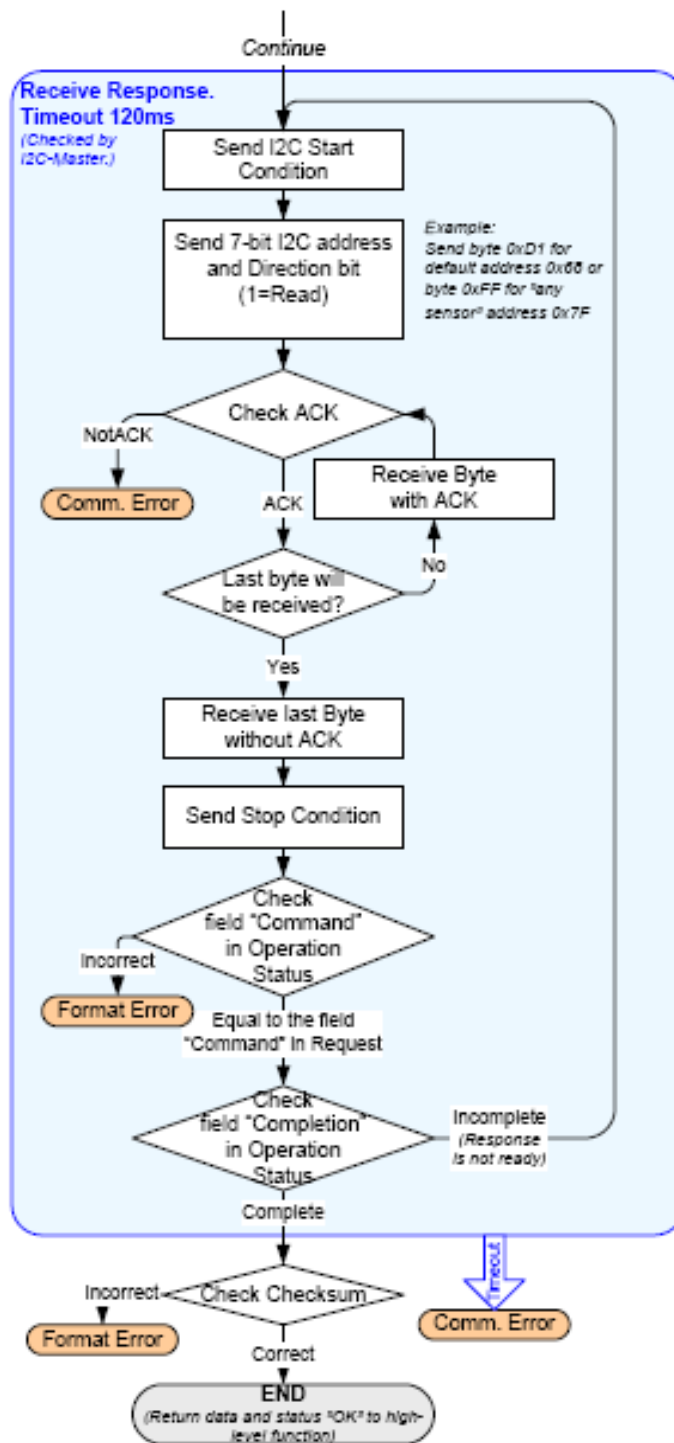 Continue
Receive Response.
Timeout 120ms
(Checked by
I2C-Master.)
Send I2C Start
Condition
Send 7-bit I2C address
and Direction bit
(1=Read)
Example:
Send byte 0xD1 for
default address 0x68 or
byte 0xFF for "any
sensor" address 0x7F
Check ACK
NotACK
Comm. Error
ACK
Receive Byte
with ACK
No
Last byte will
be received?
Yes
Receive last Byte
without ACK
Send Stop Condition
Check
field "Command"
in Operation
Status
Incorrect
Format Error
Equal to the field
"Command" In Request
Check
field "Completion"
in Operation
Status
Incomplete
(Response
is not ready)
Complete
Timeout
Check Checksum
Incorrect
Format Error
Comm. Error
Correct
END
(Return data and status "OK" to high-
level function)